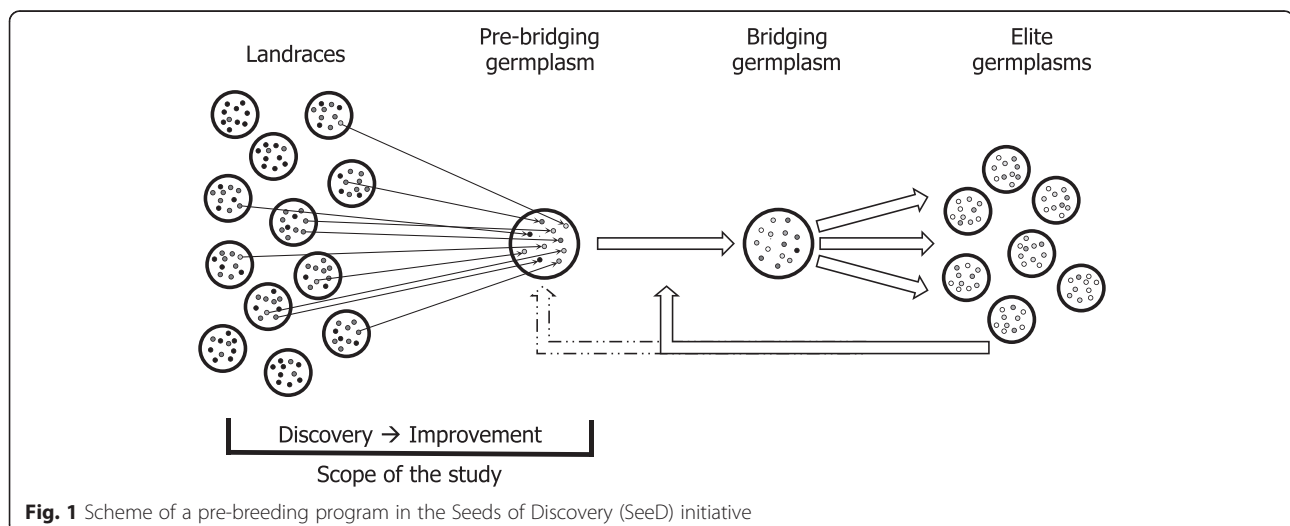 Landraces
Pre-bridging
germplasm
Bridging
germplasm
Elite
germplasms
Discovery → Improvement
Scope of the study
Fig. 1 Scheme of a pre-breeding program in the Seeds of Discovery (SeeD) initiative